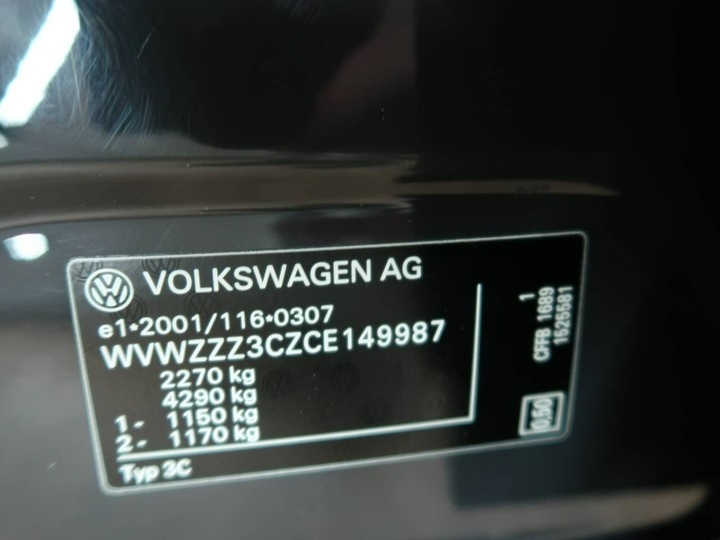 VOLKSWAGEN AG
e1*2001/116*0307
WVWZZZ3CZCE149987
2270 kg
4290 kg
1- 1150 kg
2- 1170 kg
Typ 3C
1
CFFB 1689
1525581
0,50